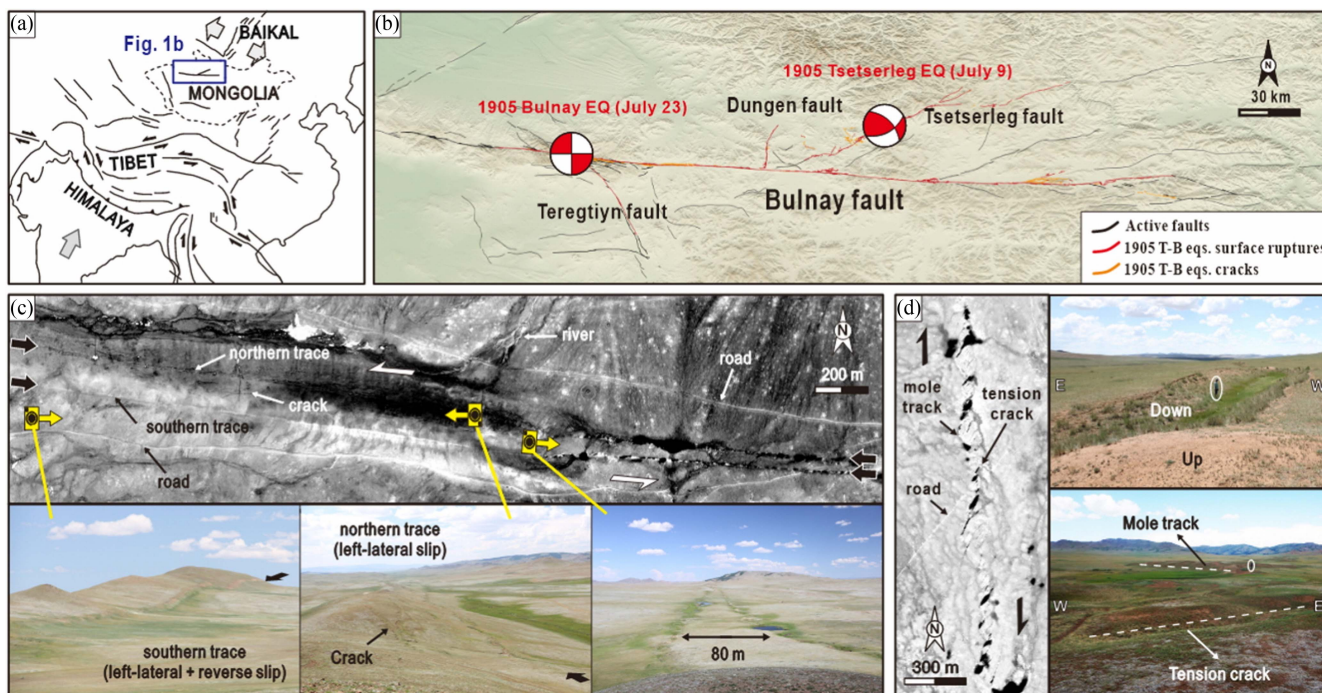 (a)
Fig. 1b
BAIKAL
MONGOLIA
TIBET
HIMALAYA
(b)
1905 Tsetserleg EQ (July 9)
1905 Bulnay EQ (July 23)
Dungen fault
Tsetserleg fault
N
30 km
Teregtiyn fault
Bulnay fault
Active faults
1905 T-B eqs. surface ruptures
1905 T-B eqs. cracks
(c)
river
northern trace
road
N
200 m
crack
southern trace
road
northern trace
(left-lateral slip)
southern trace
(left-lateral + reverse slip)
Crack
80 m
(d)
mole
track
tension
crack
road
N
300 m
E
W
Down
Up
Mole track
W
E
Tension crack